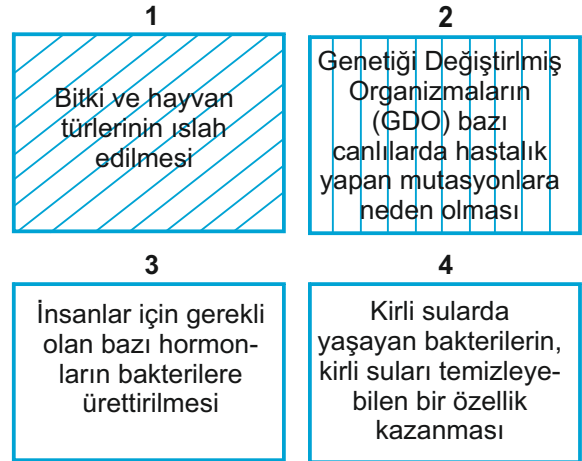 1
Bitki ve hayvan
türlerinin ıslah
edilmesi
2
Genetiği Değiştirlmiş
Organizmaların
(GDO) bazı
canlılarda hastalık
yapan mutasyonlara
neden olması
3
İnsanlar için gerekli
olan bazı hormon-
ların bakterilere
ürettirilmesi
4
Kirli sularda
yaşayan bakterilerin,
kirli suları temizleye-
bilen bir özellik
kazanması